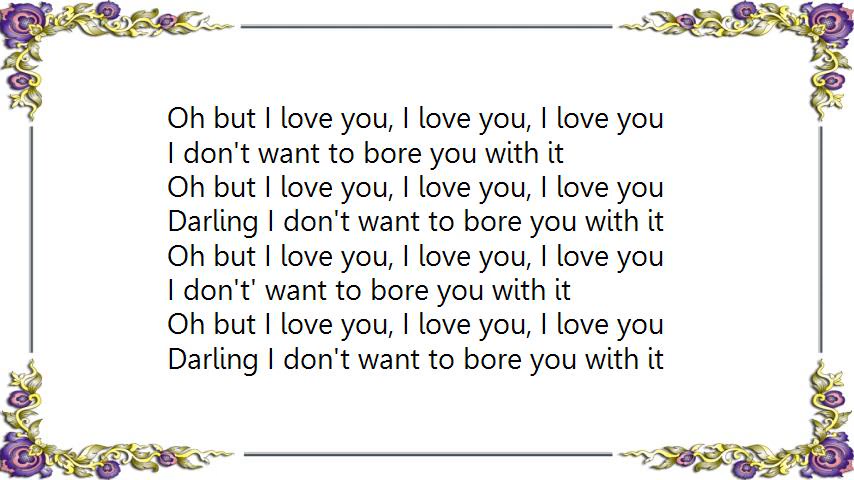 Oh but I love you, I love you, I love you
I don't want to bore you with it
Oh but I love you, I love you, I love you
Darling I don't want to bore you with it
Oh but I love you, I love you, I love you
I don't't' want to bore you with it
Oh but I love you, I love you, I love you
Darling I don't want to bore you with it